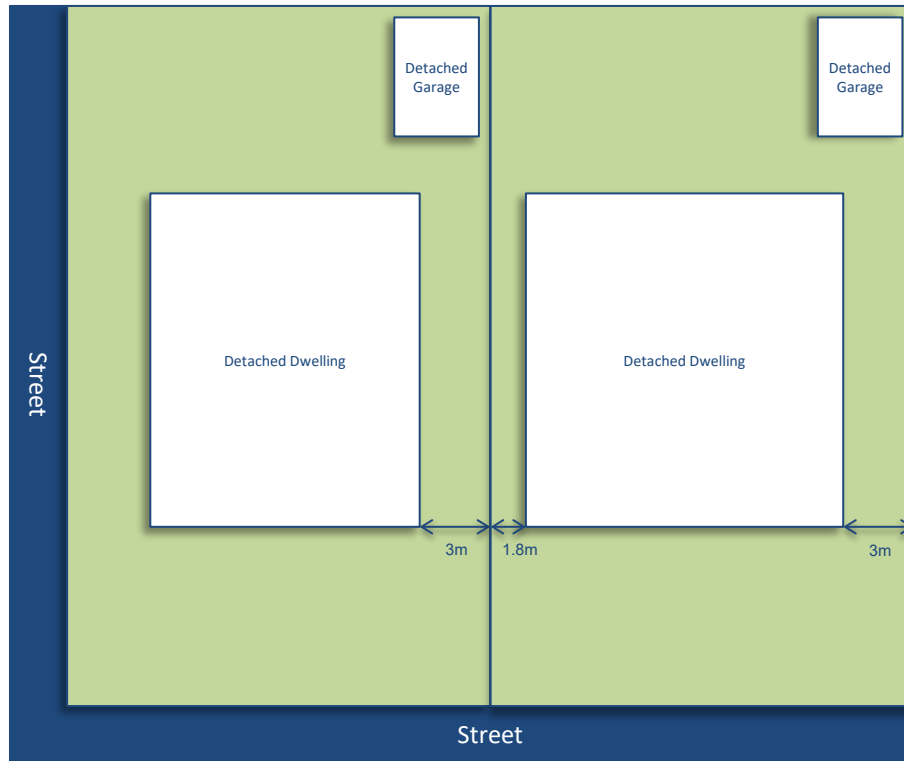 Detached
Garage
Detached
Garage
Street
Detached Dwelling
Detached Dwelling
3m
1.8m
3m
Street